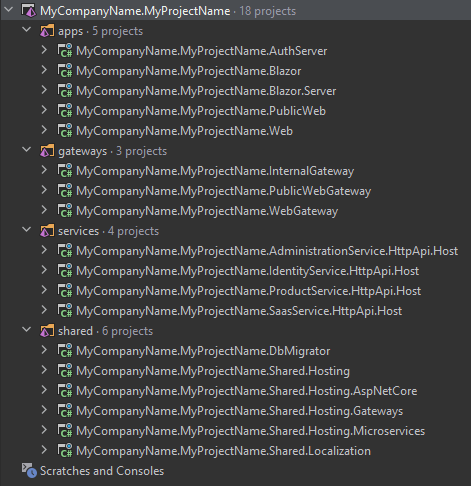 MyCompanyName.MyProjectName · 18 projects
apps · 5 projects
C# MyCompanyName.MyProjectName.AuthServer
C# MyCompanyName.MyProjectName.Blazor
C# MyCompanyName.MyProjectName.Blazor.Server
C# MyCompanyName.MyProjectName.PublicWeb
C# MyCompanyName.MyProjectName.Web
gateways · 3 projects
C# MyCompanyName.MyProjectName.InternalGateway
C# MyCompanyName.MyProjectName.PublicWebGateway
C# MyCompanyName.MyProjectName.WebGateway
services · 4 projects
C# MyCompanyName.MyProjectName.AdministrationService.HttpApi.Host
C# MyCompanyName.MyProjectName.IdentityService.HttpApi.Host
C# MyCompanyName.MyProjectName.ProductService.HttpApi.Host
C# MyCompanyName.MyProjectName.SaasService.HttpApi.Host
shared · 6 projects
C# MyCompanyName.MyProjectName.DbMigrator
C# MyCompanyName.MyProjectName.Shared.Hosting
C# MyCompanyName.MyProjectName.Shared.Hosting.AspNetCore
C# MyCompanyName.MyProjectName.Shared.Hosting.Gateways
C# MyCompanyName.MyProjectName.Shared.Hosting.Microservices
C# MyCompanyName.MyProjectName.Shared.Localization
Scratches and Consoles